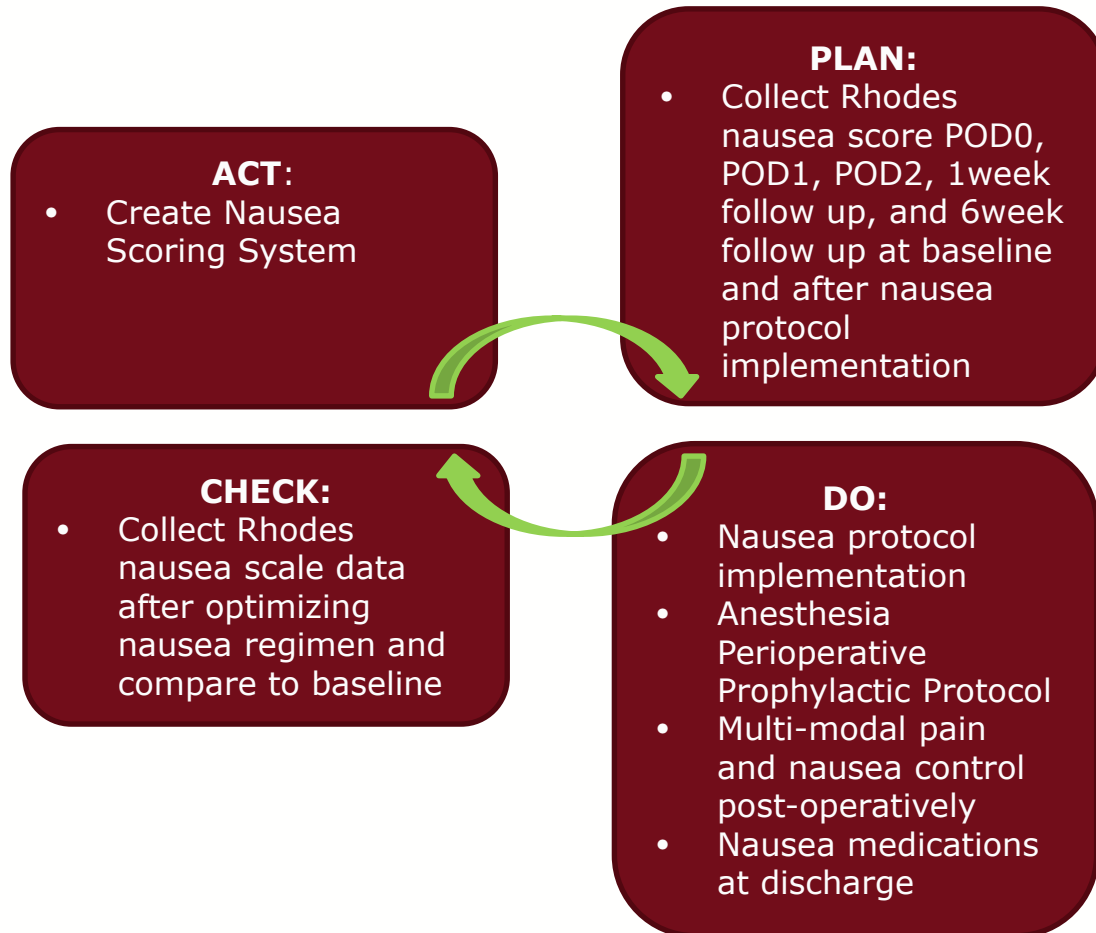 ACT:
• Create Nausea
Scoring System
PLAN:
• Collect Rhodes
nausea score POD0,
POD1, POD2, 1week
follow up, and 6week
follow up at baseline
and after nausea
protocol
implementation
CHECK:
• Collect Rhodes
nausea scale data
after optimizing
nausea regimen and
compare to baseline
DO:
• Nausea protocol
implementation
• Anesthesia
Perioperative
Prophylactic Protocol
• Multi-modal pain
and nausea control
post-operatively
• Nausea medications
at discharge